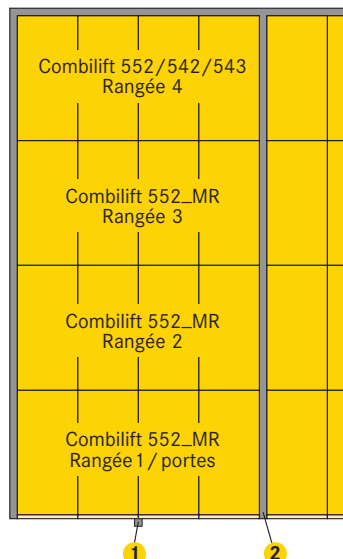 Combilift 552/542/543
Rangée 4
Combilift 552_MR
Rangée 3
Combilift 552_MR
Rangée 2
Combilift 552_MR
Rangée 1/portes
1
2